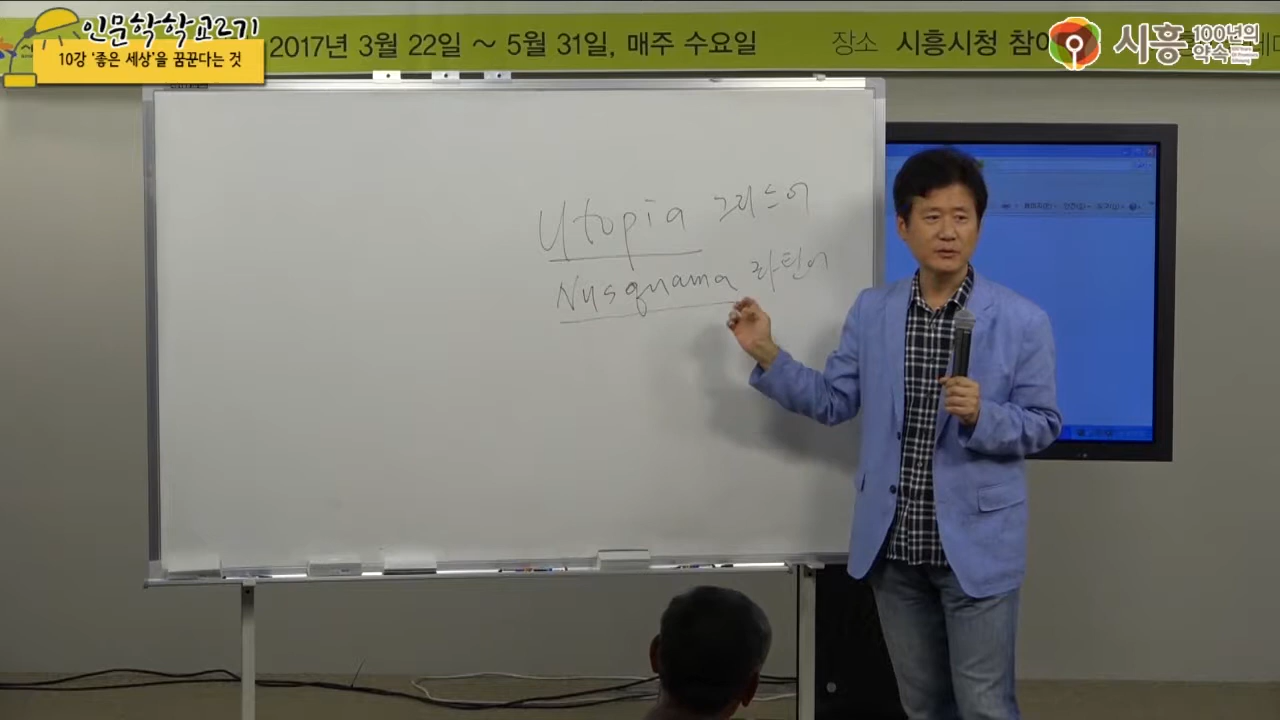 인문학학교2기
10강 '좋은 세상'을 꿈꾼다는 것
2017년 3월 22일 ~ 5월 31일, 매주 수요일 장소 시흥시청 참여
시흥 100년의 약속
Utopia 그리스어
Nusquama 라틴어